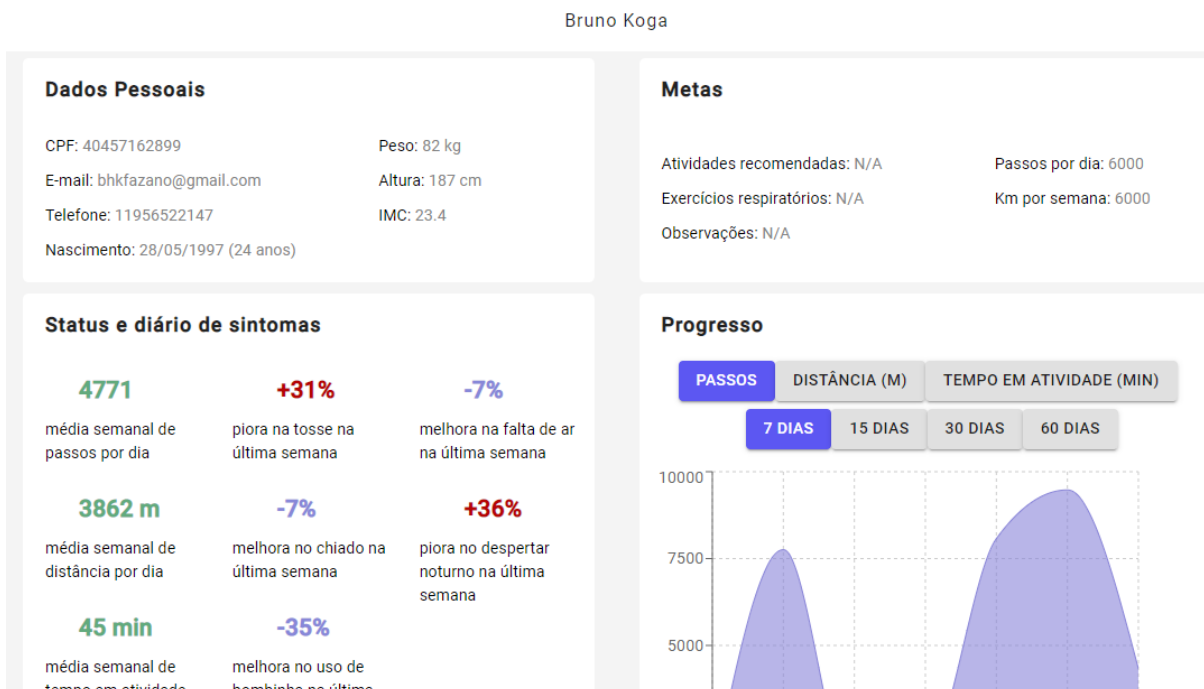 Bruno Koga
Dados Pessoais
CPF: 40457162899
Peso: 82 kg
E-mail: bhkfazano@gmail.com
Altura: 187 cm
Telefone: 11956522147
IMC: 23.4
Nascimento: 28/05/1997 (24 anos)
Metas
Atividades recomendadas: N/A
Passos por dia: 6000
Exercícios respiratórios: N/A
Km por semana: 6000
Observações: N/A
Status e diário de sintomas
4771
média semanal de
passos por dia
+31%
piora na tosse na
última semana
-7%
melhora na falta de ar
na última semana
3862 m
média semanal de
distância por dia
-7%
melhora no chiado na
última semana
+36%
piora no despertar
noturno na última
semana
45 min
média semanal de
tempo em atividade
-35%
melhora no uso de
bombinha na última
Progresso
PASSOS
DISTÂNCIA (M)
TEMPO EM ATIVIDADE (MIN)
7 DIAS
15 DIAS
30 DIAS
60 DIAS
10000
7500
5000